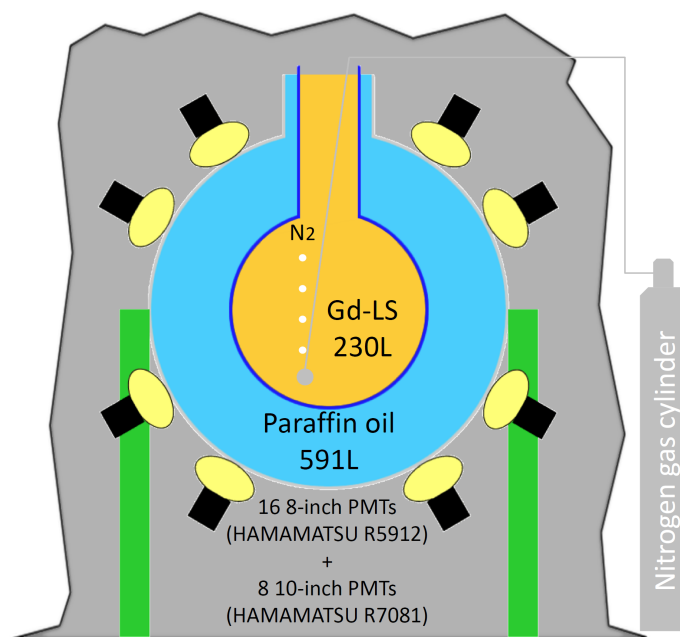 N2
Gd-LS
230L
Paraffin oil
591L
16 8-inch PMTs
(HAMAMATSU R5912)
+
8 10-inch PMTs
(HAMAMATSU R7081)
Nitrogen gas cylinder